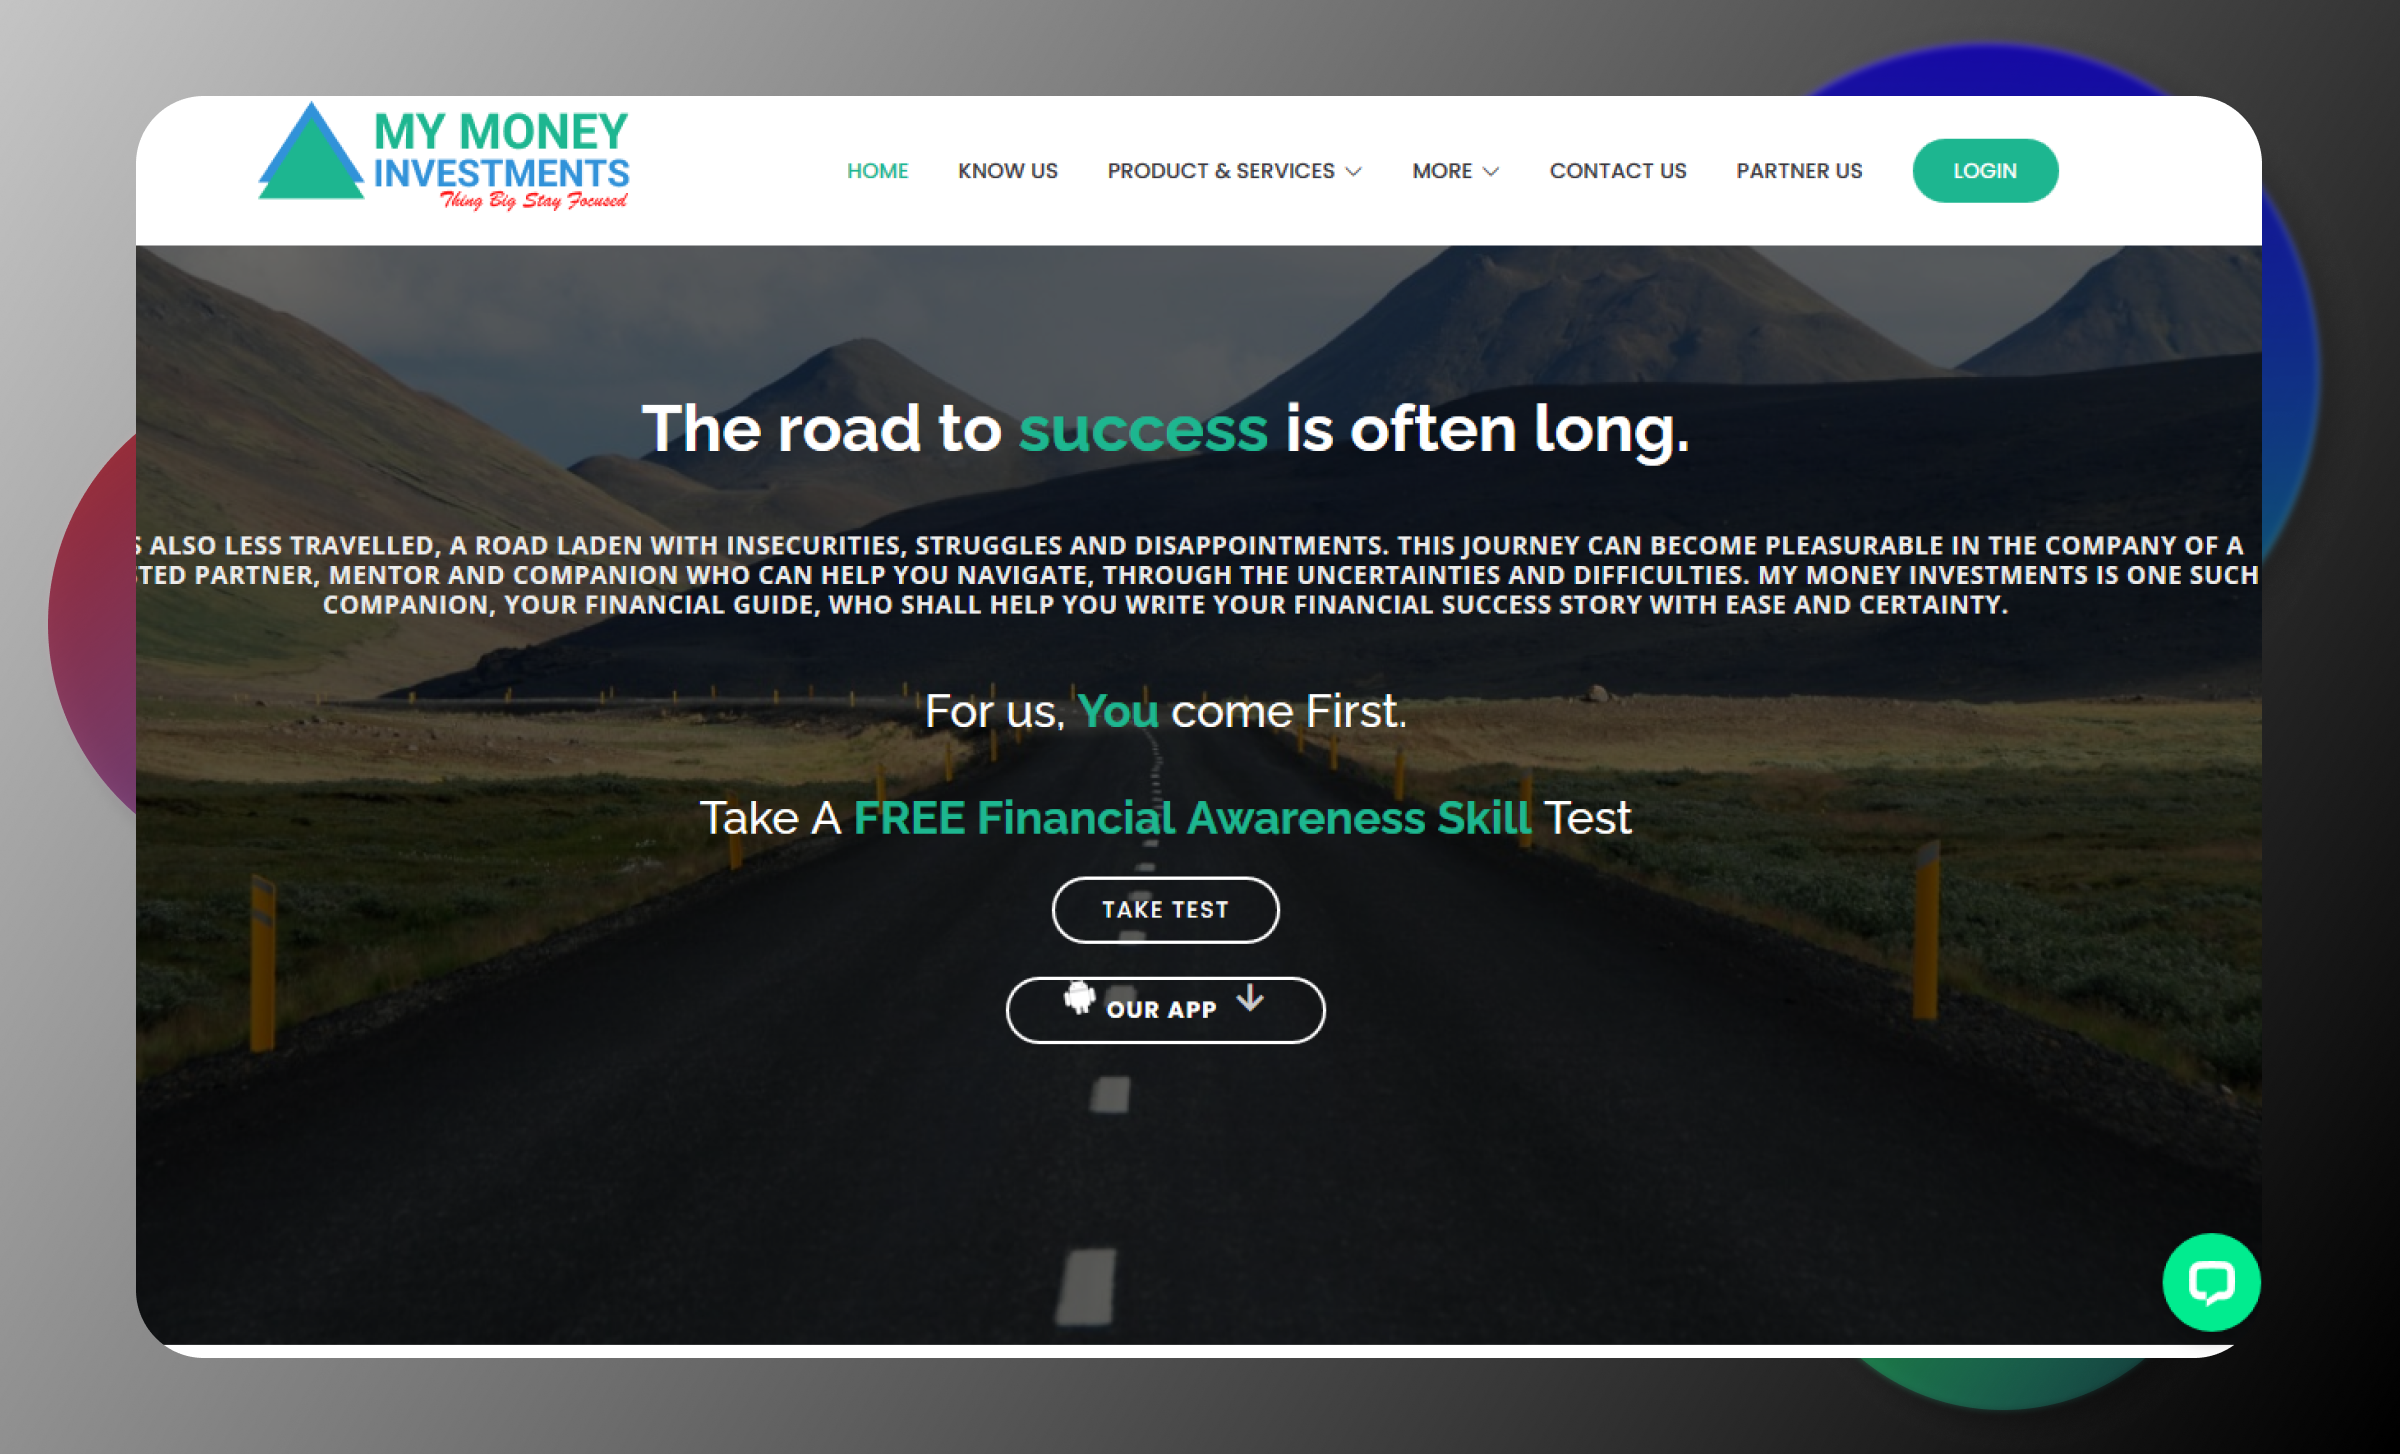 MY MONEY
INVESTMENTS
Thing Big Stay Focused
HOME KNOW US PRODUCT & SERVICES MORE CONTACT US PARTNER US LOGIN
The road to success is often long.
ALSO LESS TRAVELLED, A ROAD LADEN WITH INSECURITIES, STRUGGLES AND DISAPPOINTMENTS. THIS JOURNEY CAN BECOME PLEASURABLE IN THE COMPANY OF A
PARTNER, MENTOR AND COMPANION WHO CAN HELP YOU NAVIGATE, THROUGH THE UNCERTAINTIES AND DIFFICULTIES. MY MONEY INVESTMENTS IS ONE SUCH
COMPANION, YOUR FINANCIAL GUIDE, WHO SHALL HELP YOU WRITE YOUR FINANCIAL SUCCESS STORY WITH EASE AND CERTAINTY.
For us, You come First.
Take A FREE Financial Awareness Skill Test
TAKE TEST
OUR APP